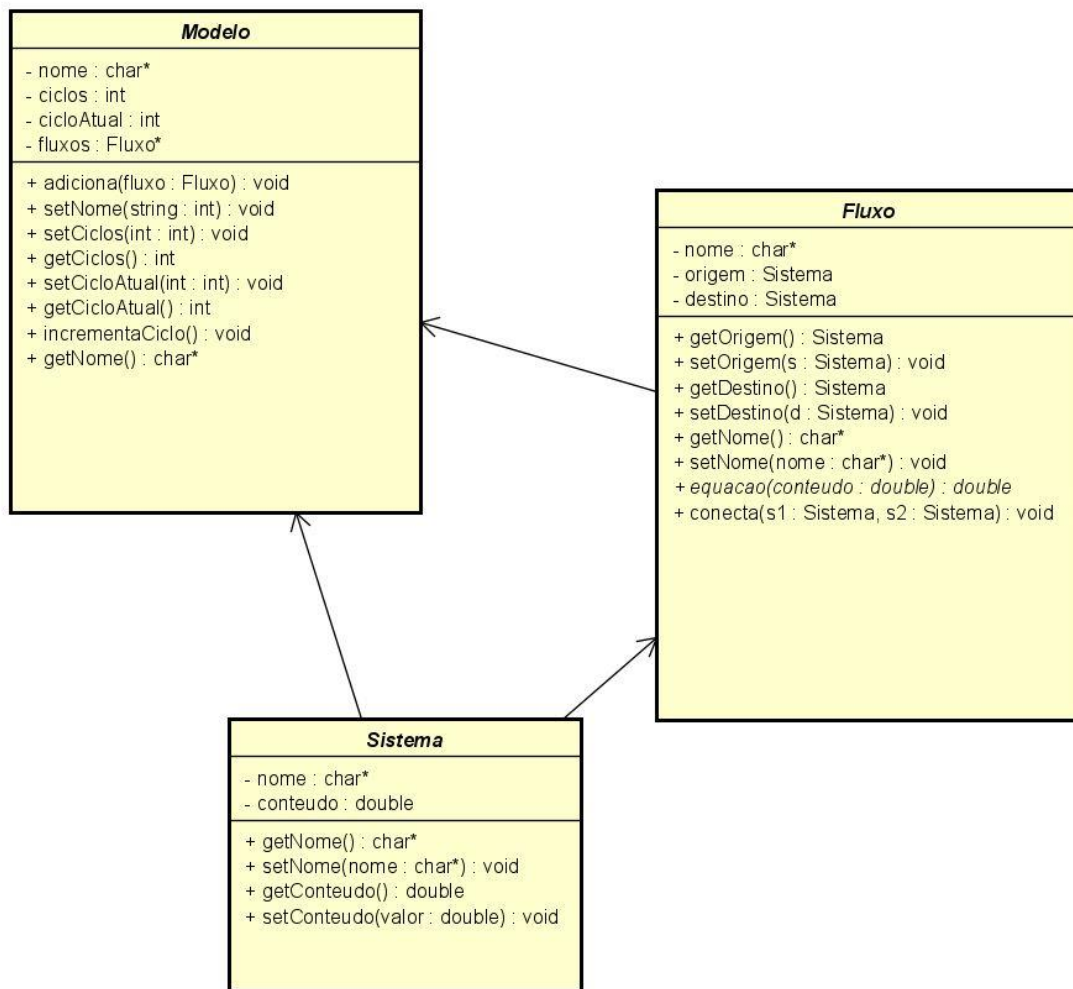 Modelo
- nome : char*
- ciclos : int
- cicloAtual : int
- fluxos : Fluxo*
+ adiciona(fluxo : Fluxo) : void
+ setNome(string : int) : void
+ setCiclos(int : int) : void
+ getCiclos() : int
+ setCicloAtual(int : int) : void
+ getCicloAtual() : int
+ incrementaCiclo() : void
+ getNome() : char*
Fluxo
- nome : char*
- origem : Sistema
- destino : Sistema
+ getOrigem() : Sistema
+ setOrigem(s : Sistema) : void
+ getDestino() : Sistema
+ setDestino(d : Sistema) : void
+ getNome() : char*
+ setNome(nome : char*) : void
+ equacao(conteudo : double) : double
+ conecta(s1 : Sistema, s2 : Sistema) : void
Sistema
- nome : char*
- conteudo : double
+ getNome() : char*
+ setNome(nome : char*) : void
+ getConteudo() : double
+ setConteudo(valor : double) : void